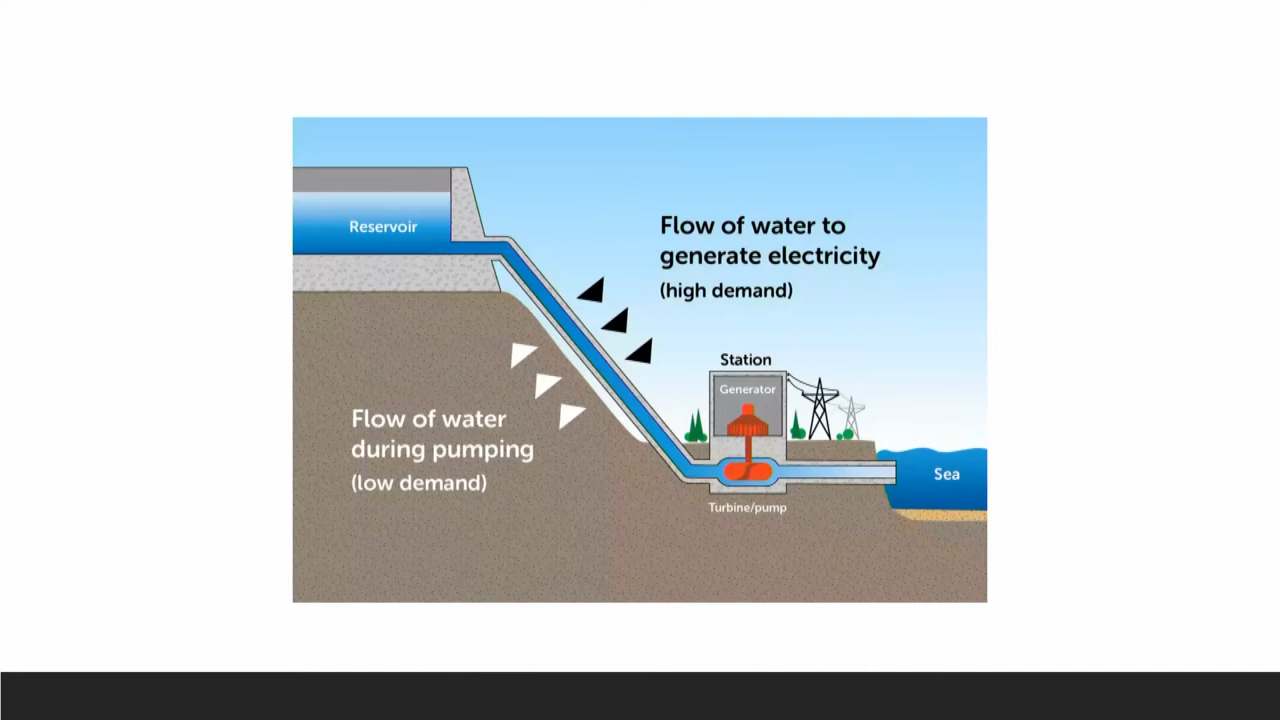 Reservoir
Flow of water to
generate electricity
(high demand)
Station
Generator
Flow of water
during pumping
(low demand)
Sea
Turbine/pump